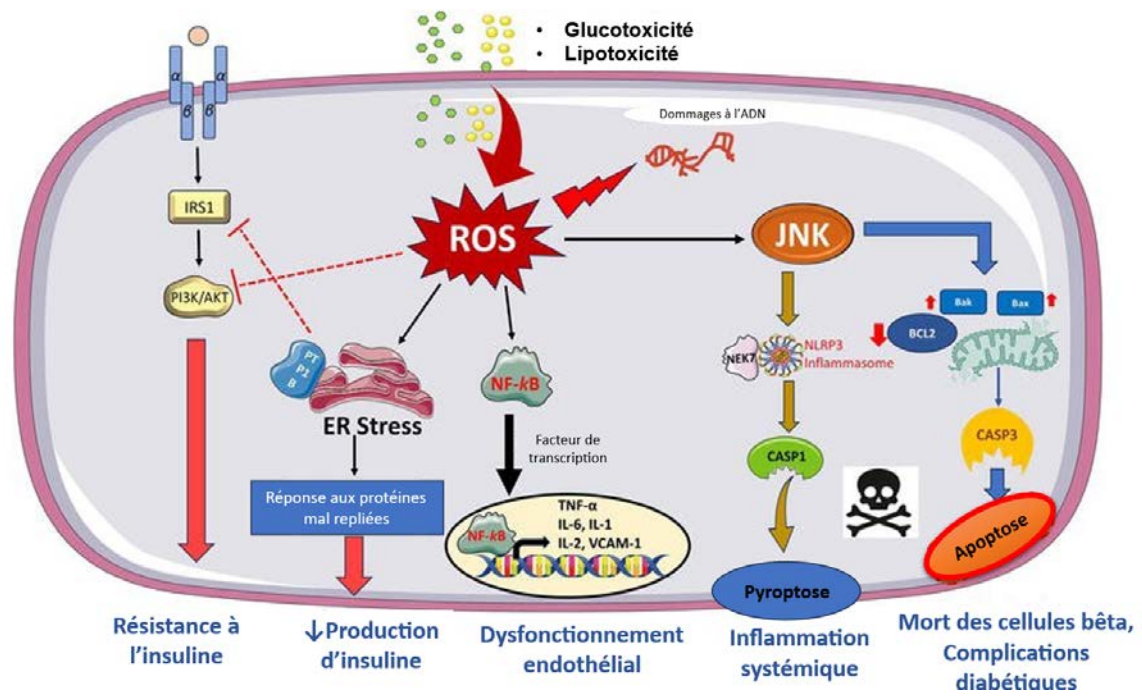 • Glucotoxicité
• Lipotoxicité
α
α
β
β
Dommages à l'ADN
IRS1
ROS
JNK
PI3K/AKT
Bak
Bax
BCL2
NEK7
NLRP3
Inflammasome
PT
P1
B
NF-kB
ER Stress
CASP1
CASP3
Facteur de
transcription
Réponse aux protéines
mal repliées
TNF-α
IL-6, IL-1
IL-2, VCAM-1
NF-kB
Apoptose
Pyroptose
Résistance à
l'insuline
↓Production
d'insuline
Dysfonctionnement
endothélial
Inflammation
systémique
Mort des cellules bêta,
Complications
diabétiques